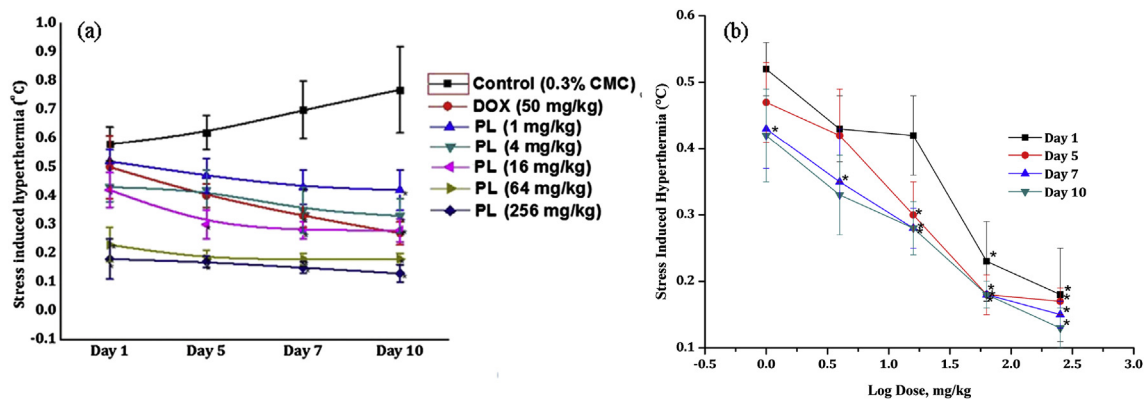 (a)
Stress induced hyperthermia (°C)
1.0
0.9
0.8
0.7
0.6
0.5
0.4
0.3
0.2
0.1
0.0
-0.1
Day 1
Day 5
Day 7
Day 10
Control (0.3% CMC)
DOX (50 mg/kg)
PL (1 mg/kg)
PL (4 mg/kg)
PL (16 mg/kg)
PL (64 mg/kg)
PL (256 mg/kg)
(b)
Stress Induced Hyperthermia (°C)
0.6
0.5
0.4
0.3
0.2
0.1
-0.5
0.0
0.5
1.0
1.5
2.0
2.5
3.0
Log Dose, mg/kg
Day 1
Day 5
Day 7
Day 10